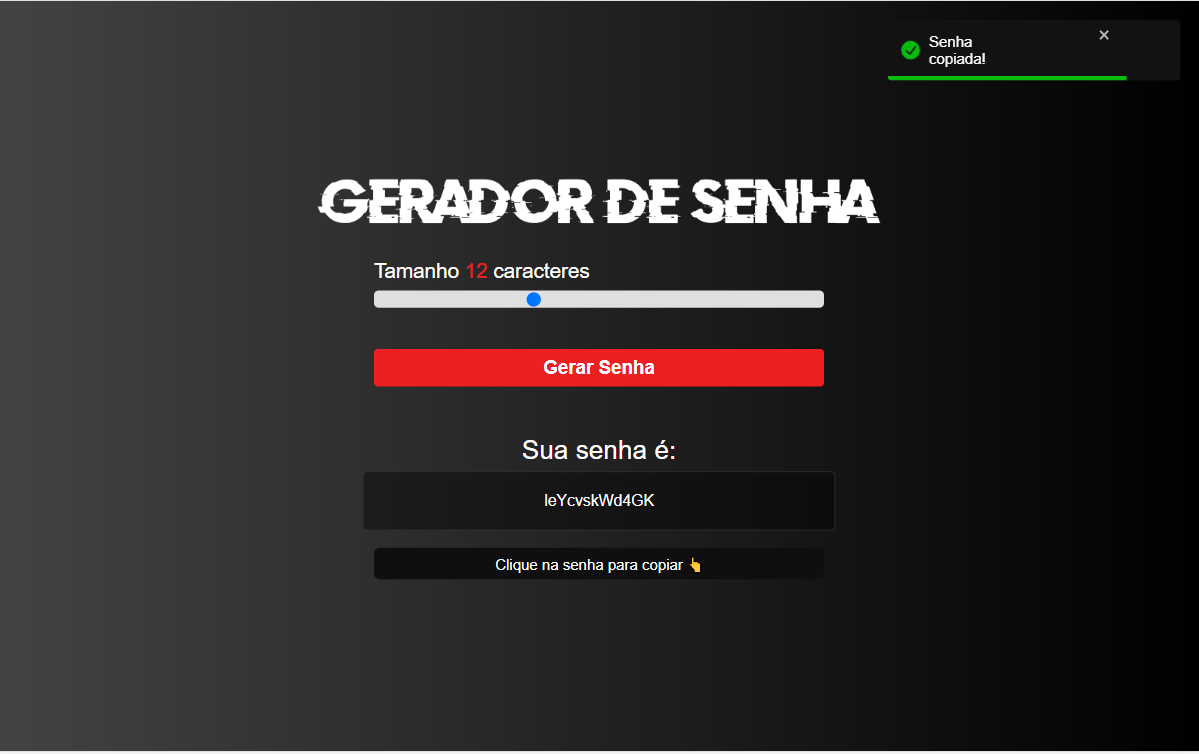 Senha
copiada!
GERADOR DE SENHA
Tamanho 12 caracteres
Gerar Senha
Sua senha é:
leYcvskWd4GK
Clique na senha para copiar 👆